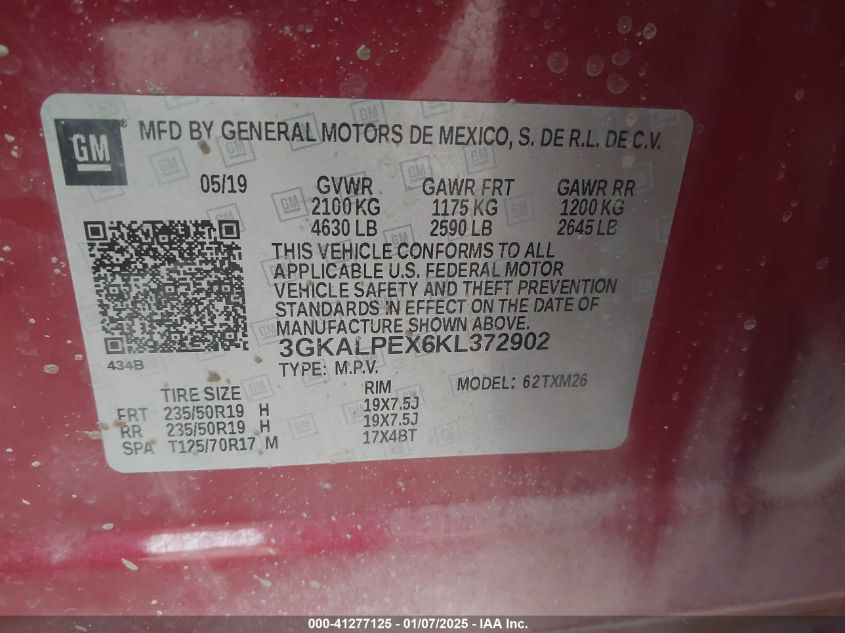 GM ® MFD BY GENERAL MOTORS DE MEXICO, S. DE R.L. DE C.V.
05/19 GVWR GAWR FRT GAWR RR
2100 KG 1175 KG 1200 KG
4630 LB 2590 LB 2645 LB
THIS VEHICLE CONFORMS TO ALL
APPLICABLE U.S. FEDERAL MOTOR
VEHICLE SAFETY AND THEFT PREVENTION
STANDARDS IN EFFECT ON THE DATE OF
MANUFACTURE SHOWN ABOVE.
3GKALPEX6KL372902
434B TYPE: M.P.V. MODEL: 62TXM26
TIRE SIZE RIM
FRT 235/50R19 H 19X7.5J
RR 235/50R19 H 19X7.5J
SPA T125/70R17 M 17X4BT
000-41277125 - 01/07/2025 - IAA Inc.